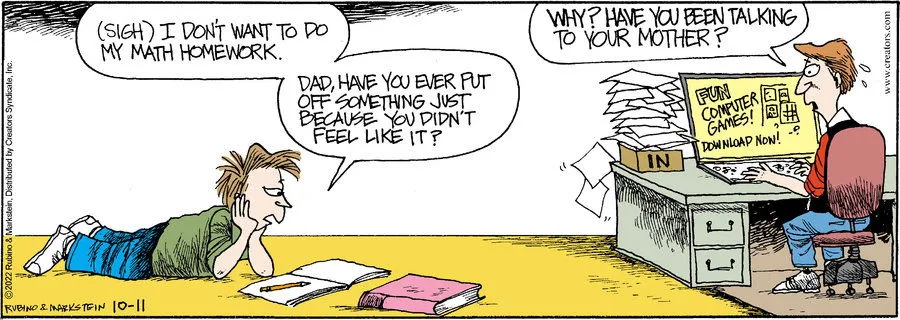 (SIGH) I DON'T WANT TO DO
MY MATH HOMEWORK.
DAD, HAVE YOU EVER PUT
OFF SOMETHING JUST
BECAUSE YOU DIDN'T
FEEL LIKE IT?
WHY? HAVE YOU BEEN TALKING
TO YOUR MOTHER?
FUN
COMPUTER
GAMES!
DOWNLOAD NOW!
IN
©2022 Rubino & Markstein, Distributed by Creators Syndicate, Inc.
www.creators.com
RUBINO & MARKSTEIN 10-11